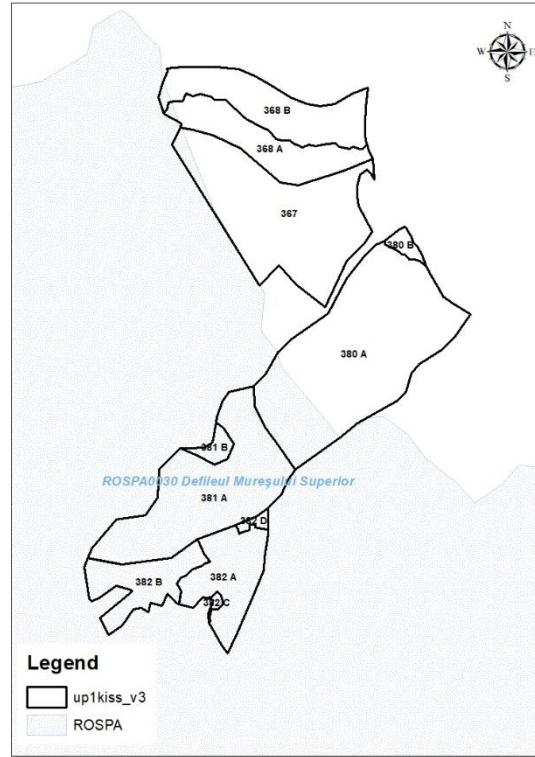 N
W E
S
368 B
368 A
367
380 B
380 A
381 B
ROSPA0030 Defileul Mureşului Superior
381 A
382 D
382 A
382 B
382 C
Legend
up1kiss_v3
ROSPA